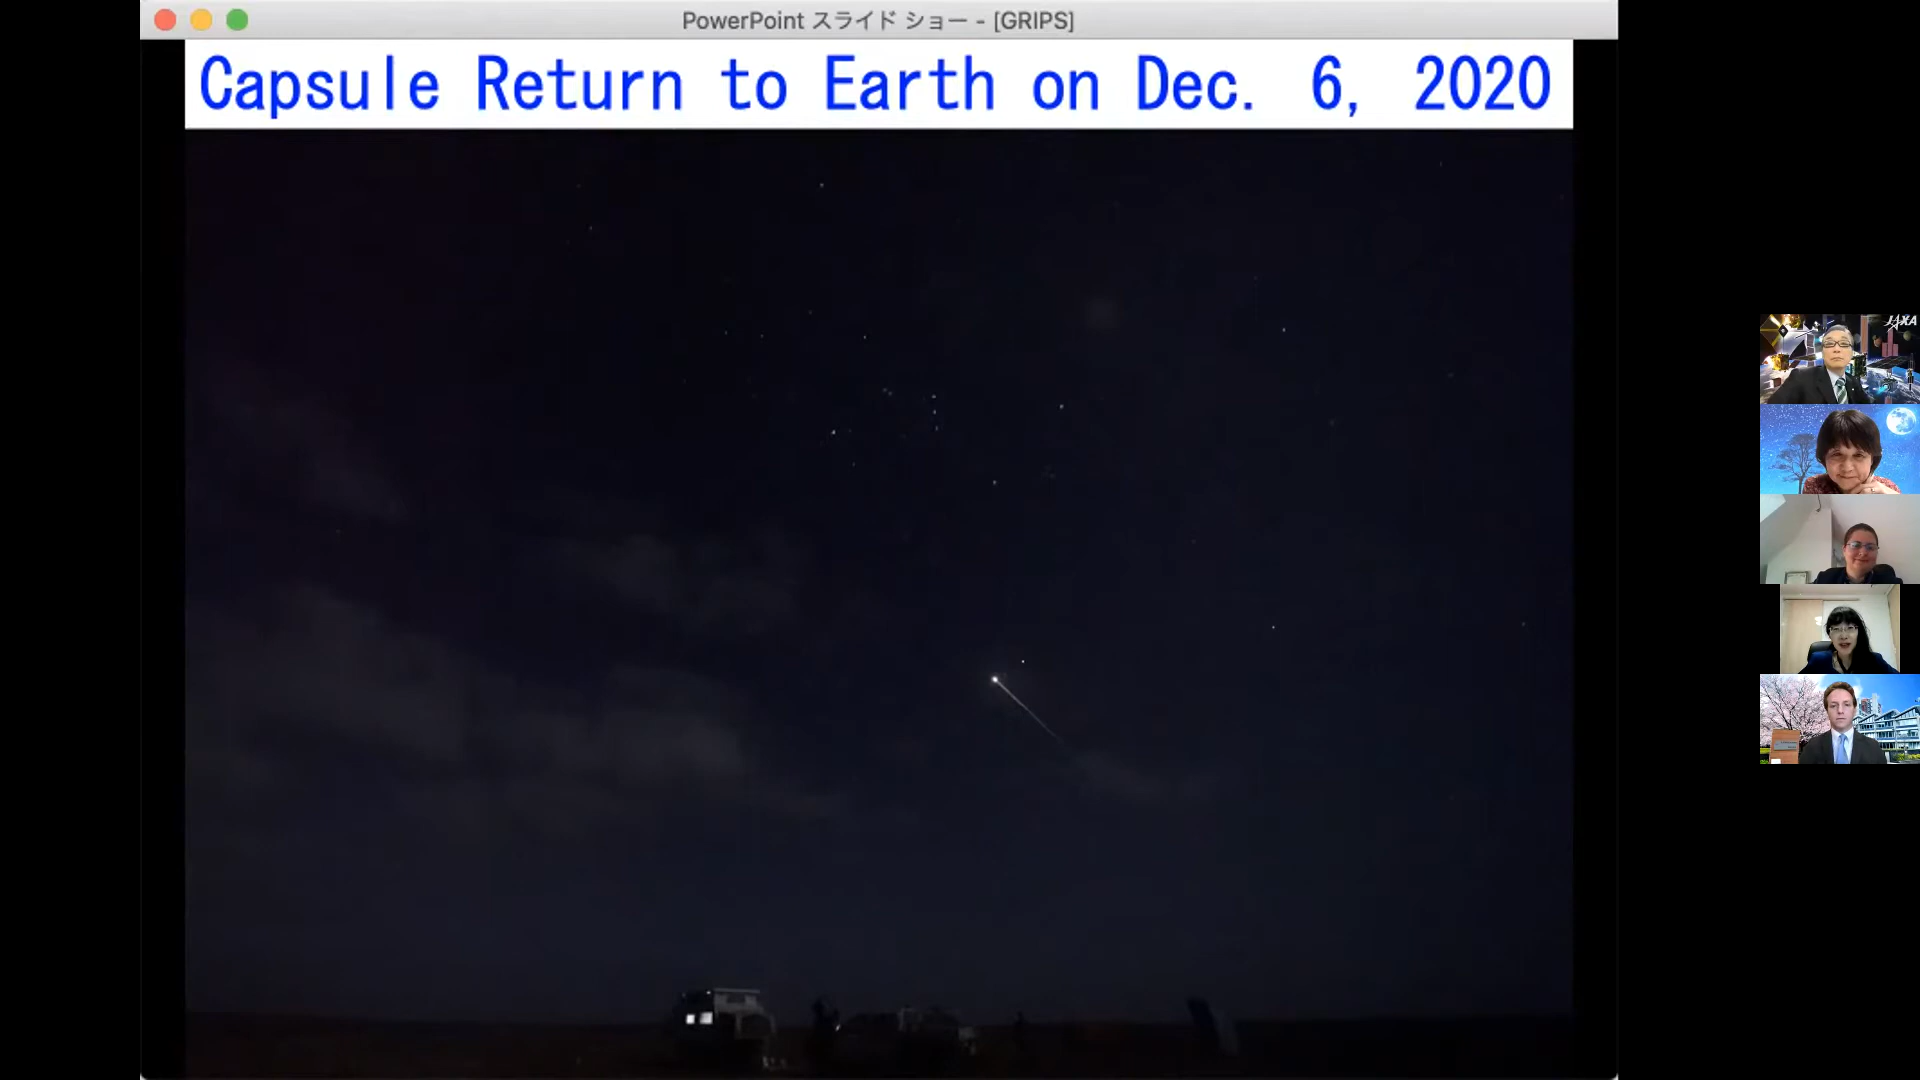 PowerPoint スライド ショー - [GRIPS]
Capsule Return to Earth on Dec. 6, 2020
JAXA